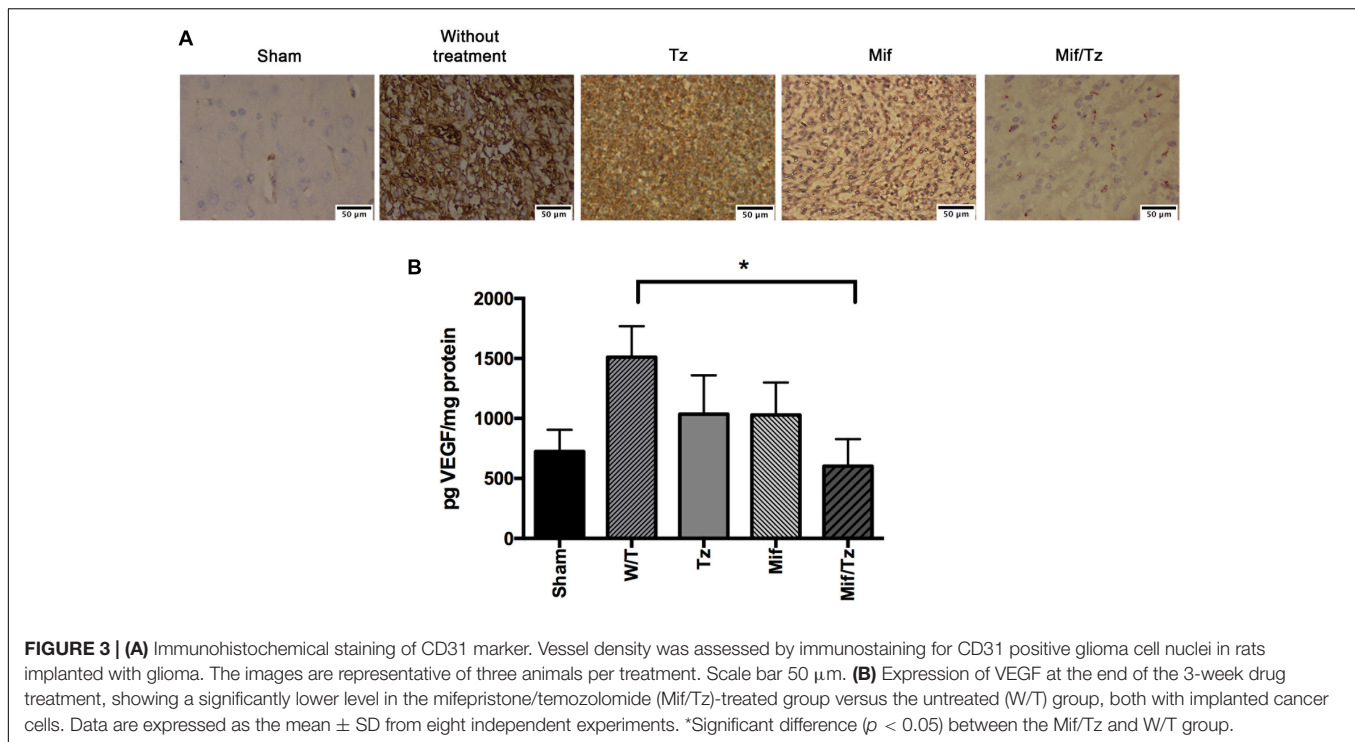 A
Sham
Without
treatment
Tz
Mif
Mif/Tz
50 µm
50 µm
50 µm
50 µm
50 µm
B
*
pg VEGF/mg protein
2000
1500
1000
500
0
Sham
W/T
Tz
Mif
Mif/Tz
FIGURE 3 | (A) Immunohistochemical staining of CD31 marker. Vessel density was assessed by immunostaining for CD31 positive glioma cell nuclei in rats
implanted with glioma. The images are representative of three animals per treatment. Scale bar 50 µm. (B) Expression of VEGF at the end of the 3-week drug
treatment, showing a significantly lower level in the mifepristone/temozolomide (Mif/Tz)-treated group versus the untreated (W/T) group, both with implanted cancer
cells. Data are expressed as the mean ± SD from eight independent experiments. *Significant difference (p < 0.05) between the Mif/Tz and W/T group.